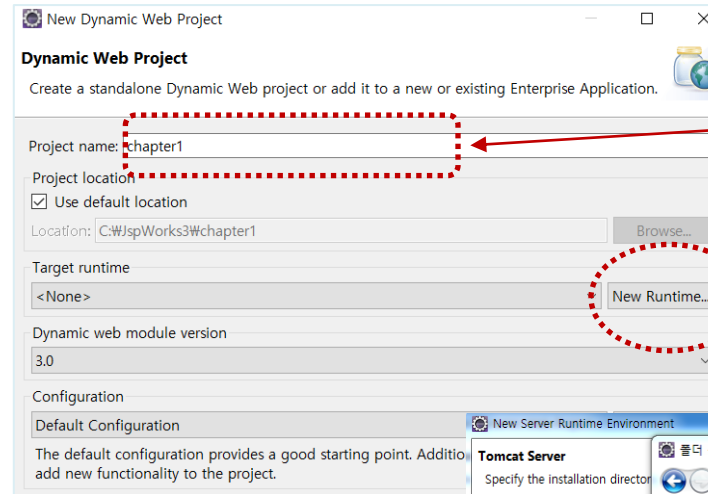 New Dynamic Web Project
Dynamic Web Project
Create a standalone Dynamic Web project or add it to a new or existing Enterprise Application.
Project name: chapter1
Project location
Use default location
Location: C:₩JspWorks3₩chapter1 Browse...
Target runtime
<None> New Runtime...
Dynamic web module version
3.0
Configuration
Default Configuration
The default configuration provides a good starting point. Additio
add new functionality to the project.
New Server Runtime Environment
Tomcat Server
Specify the installation director
폴더